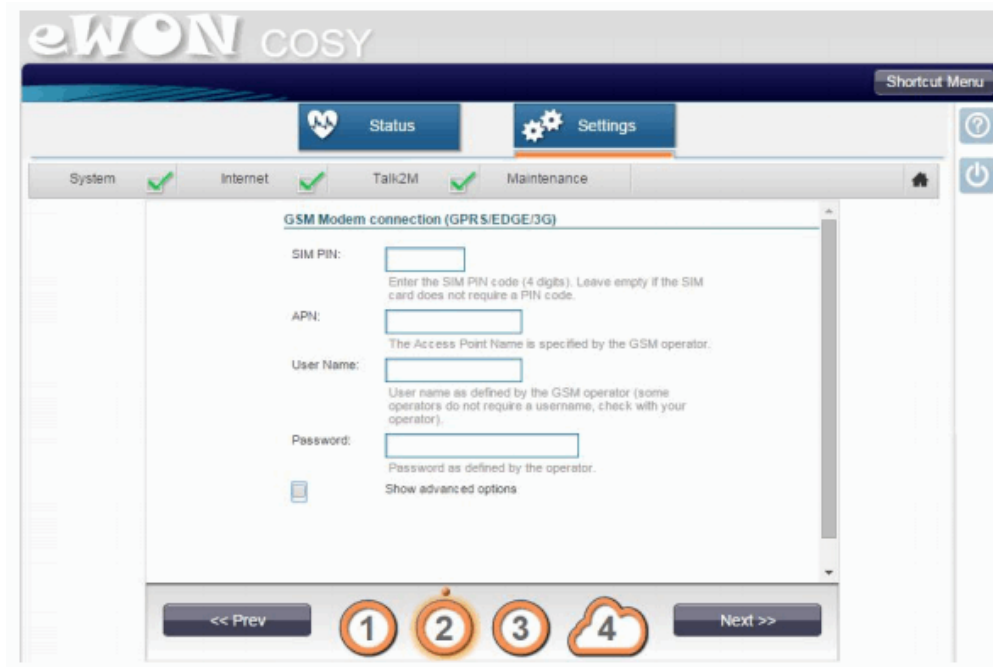 eWON COSY
Shortcut Menu
Status
Settings
System
Internet
Talk2M
Maintenance
GSM Modem connection (GPRS/EDGE/3G)
SIM PIN:
Enter the SIM PIN code (4 digits). Leave empty if the SIM
card does not require a PIN code.
APN:
The Access Point Name is specified by the GSM operator.
User Name:
User name as defined by the GSM operator (some
operators do not require a username, check with your
operator).
Password:
Password as defined by the operator.
Show advanced options
<< Prev
1
2
3
4
Next >>